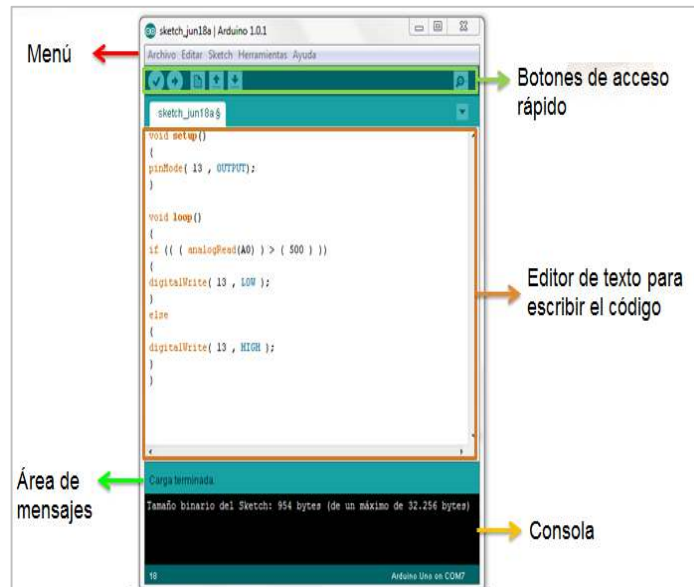 sketch_jun18a | Arduino 1.0.1
Menú
Archivo Editar Sketch Herramientas Ayuda
Botones de acceso
rápido
sketch_jun18a §
void setup()
{
pinMode( 13 , OUTPUT);
}
void loop()
{
if (( ( analogRead(A0) ) > ( 500 ) ))
{
digitalWrite( 13 , LOW );
}
else
{
digitalWrite( 13 , HIGH );
}
}
Editor de texto para
escribir el código
Área de
mensajes
Carga terminada.
Tamaño binario del Sketch: 954 bytes (de un máximo de 32.256 bytes)
Consola
18
Arduino Uno on COM7